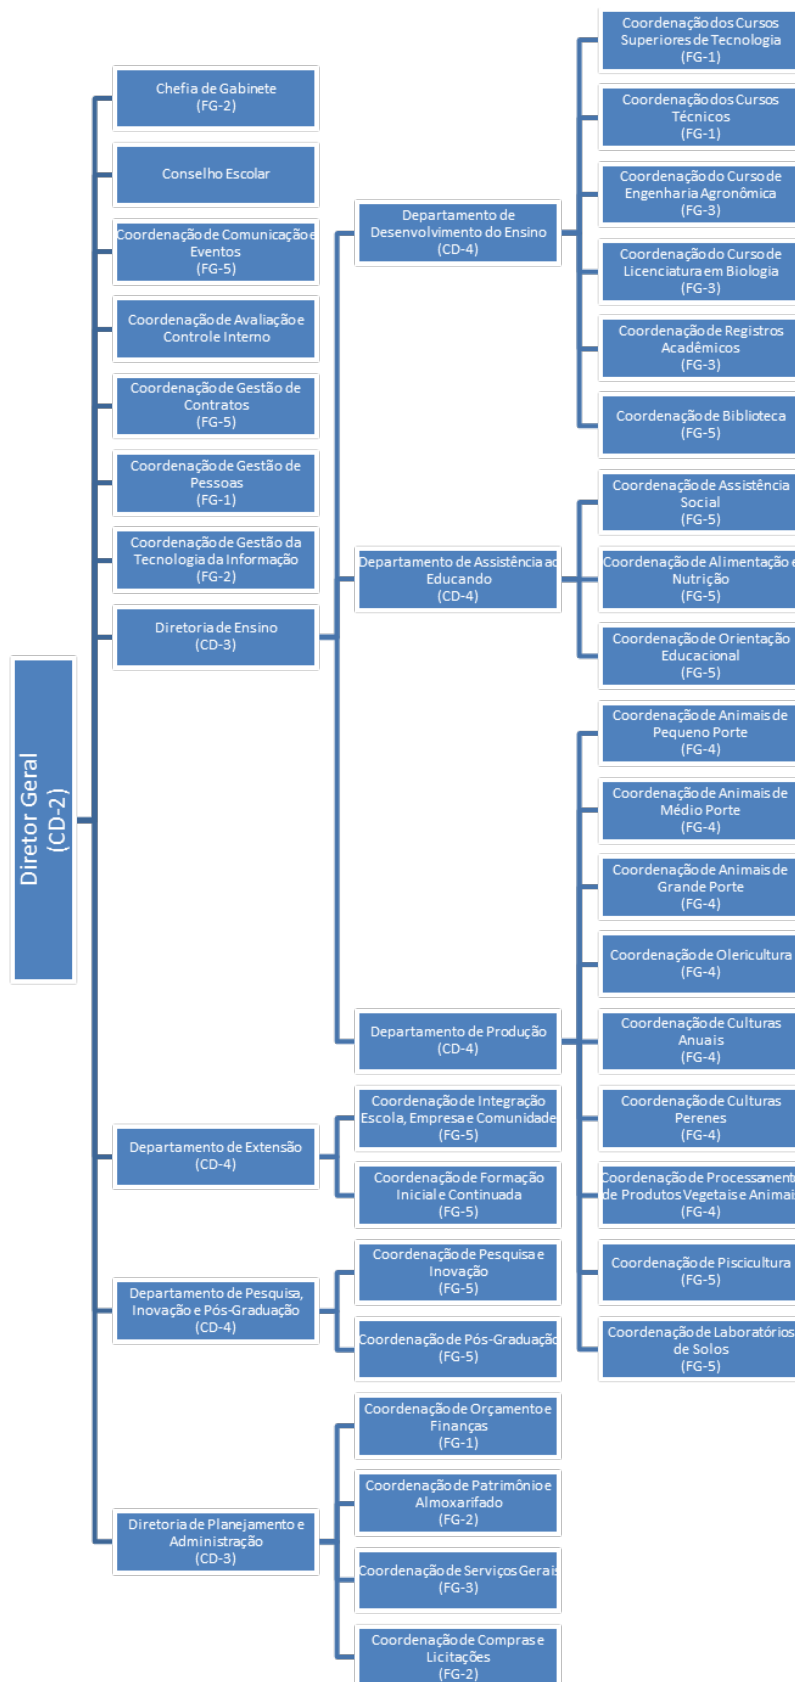 Diretor Geral
(CD-2)
Chefia de Gabinete
(FG-2)
Conselho Escolar
Coordenação de Comunicação e
Eventos
(FG-5)
Coordenação de Avaliação e
Controle Interno
Coordenação de Gestão de
Contratos
(FG-5)
Coordenação de Gestão de
Pessoas
(FG-1)
Coordenação de Gestão da
Tecnologia da Informação
(FG-2)
Diretoria de Ensino
(CD-3)
Departamento de
Desenvolvimento do Ensino
(CD-4)
Coordenação dos Cursos
Superiores de Tecnologia
(FG-1)
Coordenação dos Cursos
Técnicos
(FG-1)
Coordenação do Curso de
Engenharia Agronômica
(FG-3)
Coordenação do Curso de
Licenciatura em Biologia
(FG-3)
Coordenação de Registros
Acadêmicos
(FG-3)
Coordenação de Biblioteca
(FG-5)
Departamento de Assistência ao
Educando
(CD-4)
Coordenação de Assistência
Social
(FG-5)
Coordenação de Alimentação e
Nutrição
(FG-5)
Coordenação de Orientação
Educacional
(FG-5)
Departamento de Produção
(CD-4)
Coordenação de Animais de
Pequeno Porte
(FG-4)
Coordenação de Animais de
Médio Porte
(FG-4)
Coordenação de Animais de
Grande Porte
(FG-4)
Coordenação de Olericultura
(FG-4)
Coordenação de Culturas
Anuais
(FG-4)
Coordenação de Culturas
Perenes
(FG-4)
Coordenação de Processamento
de Produtos Vegetais e Animais
(FG-4)
Coordenação de Piscicultura
(FG-5)
Coordenação de Laboratórios
de Solos
(FG-5)
Departamento de Extensão
(CD-4)
Coordenação de Integração
Escola, Empresa e Comunidade
(FG-5)
Coordenação de Formação
Inicial e Continuada
(FG-5)
Departamento de Pesquisa,
Inovação e Pós-Graduação
(CD-4)
Coordenação de Pesquisa e
Inovação
(FG-5)
Coordenação de Pós-Graduação
(FG-5)
Diretoria de Planejamento e
Administração
(CD-3)
Coordenação de Orçamento e
Finanças
(FG-1)
Coordenação de Patrimônio e
Almoxarifado
(FG-2)
Coordenação de Serviços Gerais
(FG-3)
Coordenação de Compras e
Licitações
(FG-2)